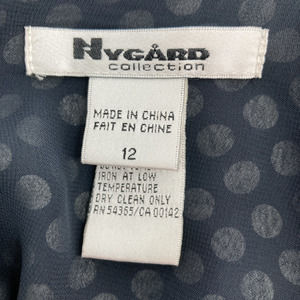 NYGÅRD
collection
MADE IN CHINA
FAIT EN CHINE
12
IRON AT LOW
TEMPERATURE
DRY CLEAN ONLY
RN 54365/CA 00142